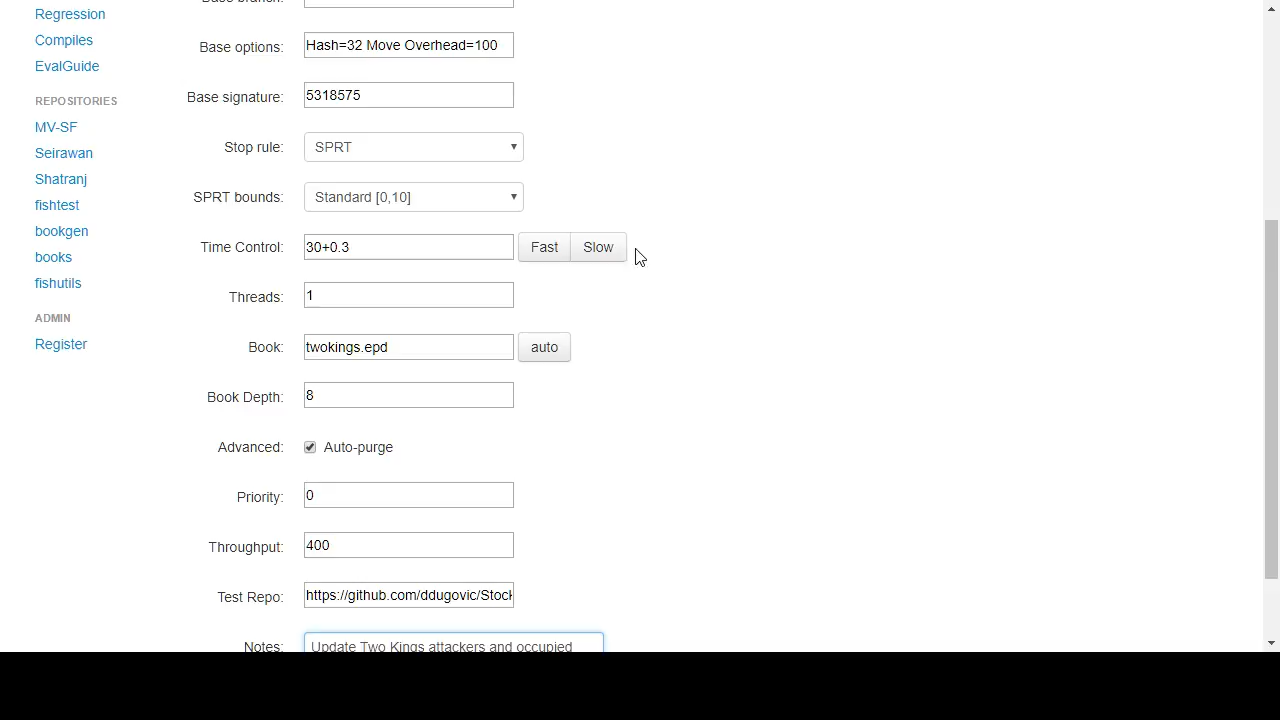 Regression
Compiles
EvalGuide
REPOSITORIES
MV-SF
Seirawan
Shatranj
fishtest
bookgen
books
fishutils
ADMIN
Register
Base branch:
Base options: Hash=32 Move Overhead=100
Base signature: 5318575
Stop rule: SPRT
SPRT bounds: Standard [0,10]
Time Control: 30+0.3 Fast Slow
Threads: 1
Book: twokings.epd auto
Book Depth: 8
Advanced: Auto-purge
Priority: 0
Throughput: 400
Test Repo: https://github.com/ddugovic/Stock
Notes: Update Two Kings attackers and occupied